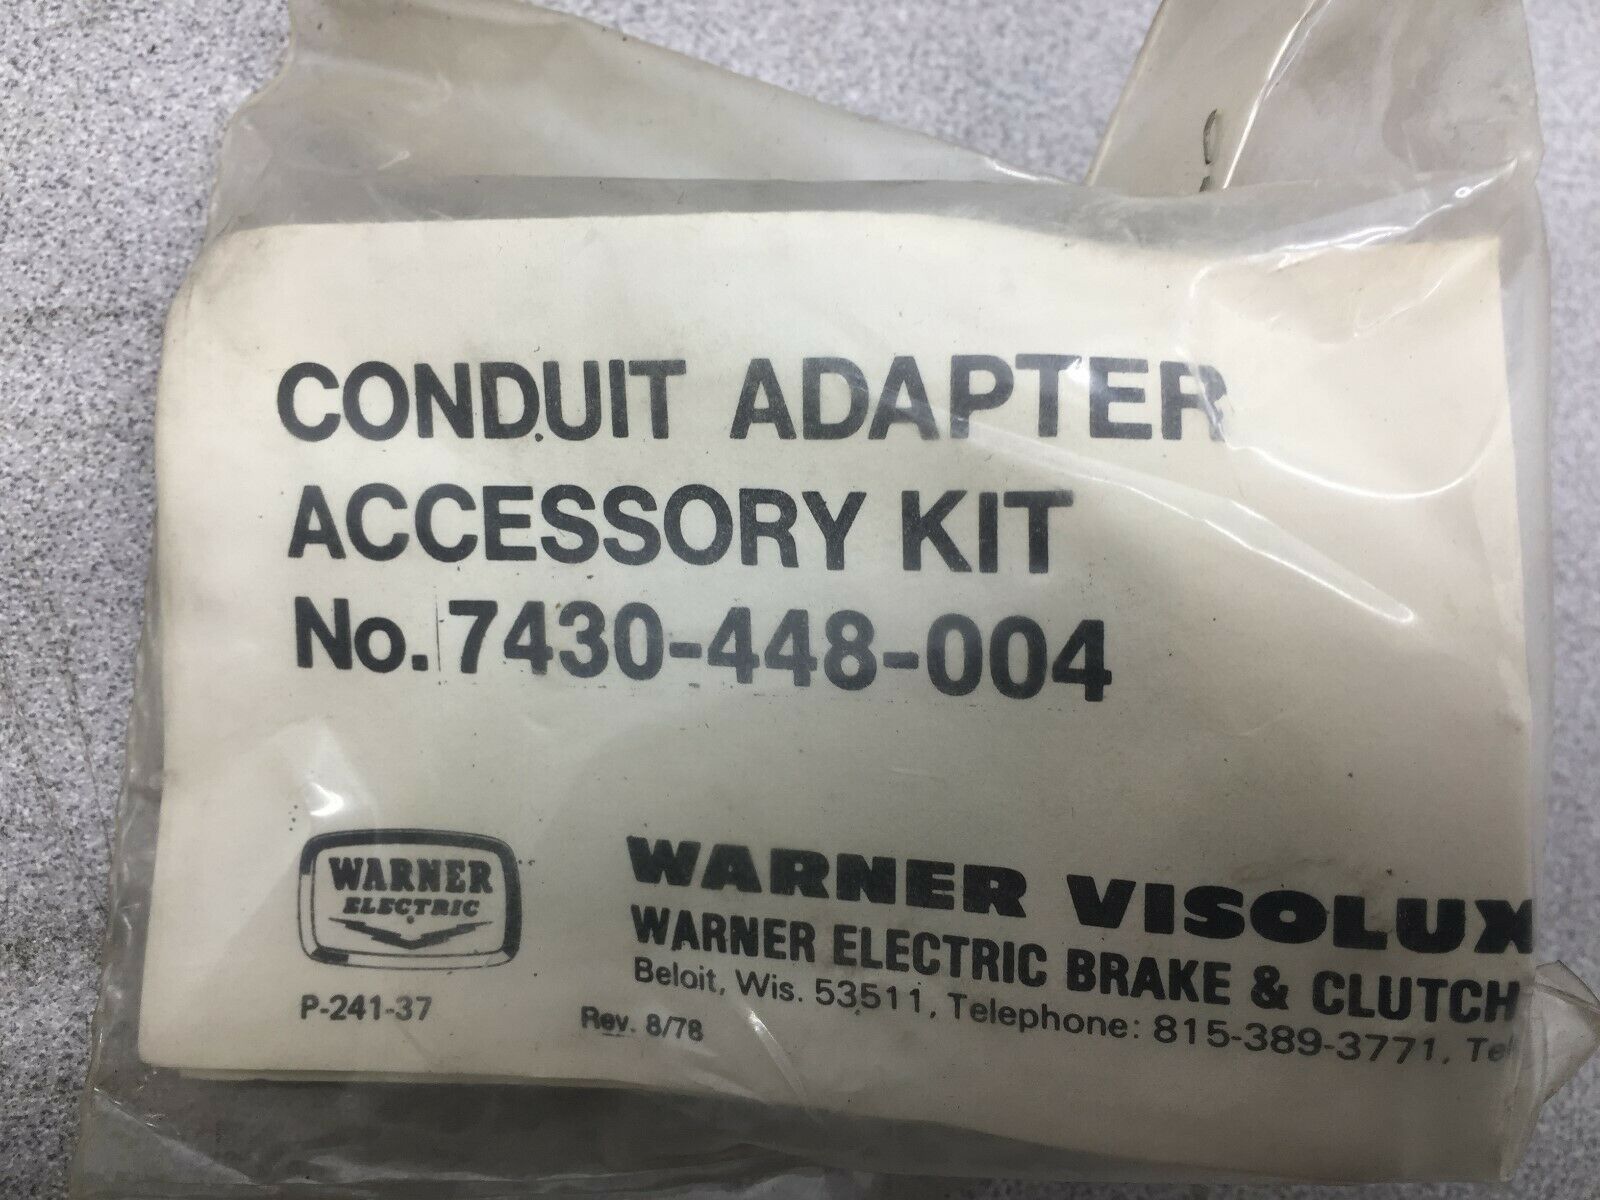 CONDUIT ADAPTER
ACCESSORY KIT
No. 7430-448-004
WARNER
ELECTRIC
P-241-37
Rev. 8/78
WARNER VISOLUX
WARNER ELECTRIC BRAKE & CLUTCH
Beloit, Wis. 53511, Telephone: 815-389-3771, Tel